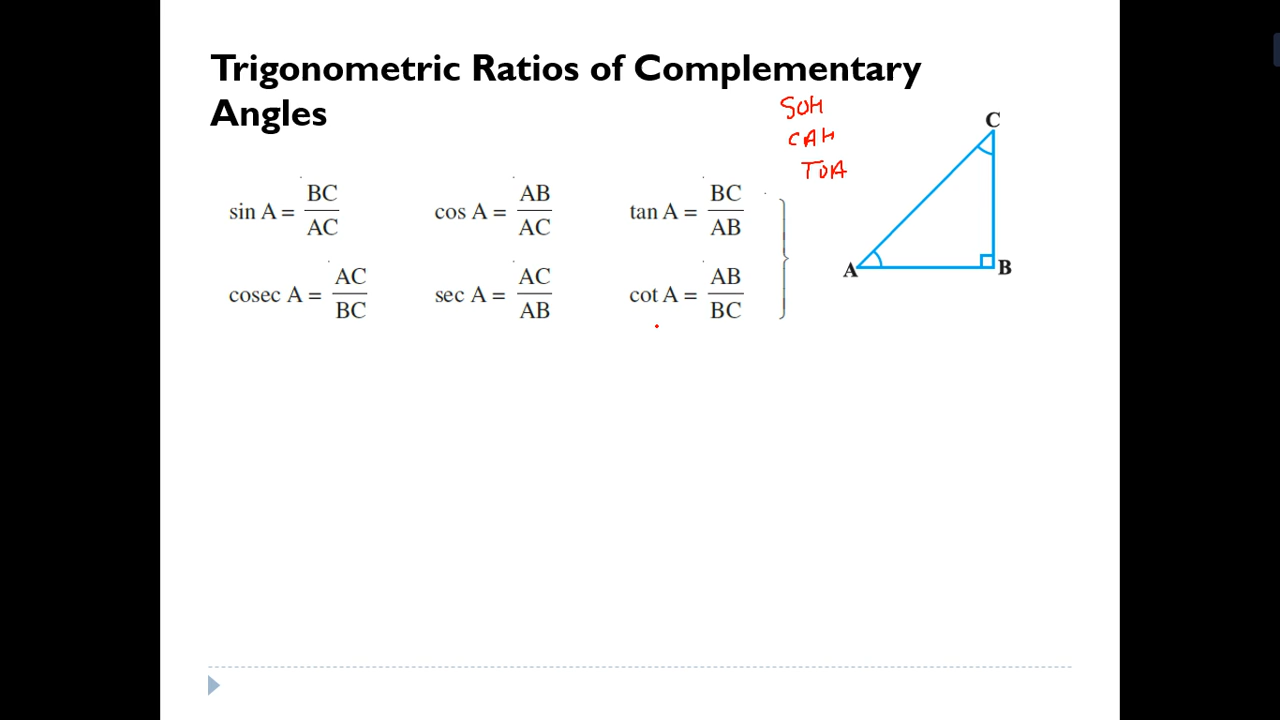 Trigonometric Ratios of Complementary
Angles
SOH
CAH
TOA
sin A = BC/AC cos A = AB/AC tan A = BC/AB
cosec A = AC/BC sec A = AC/AB cot A = AB/BC
C
A
B